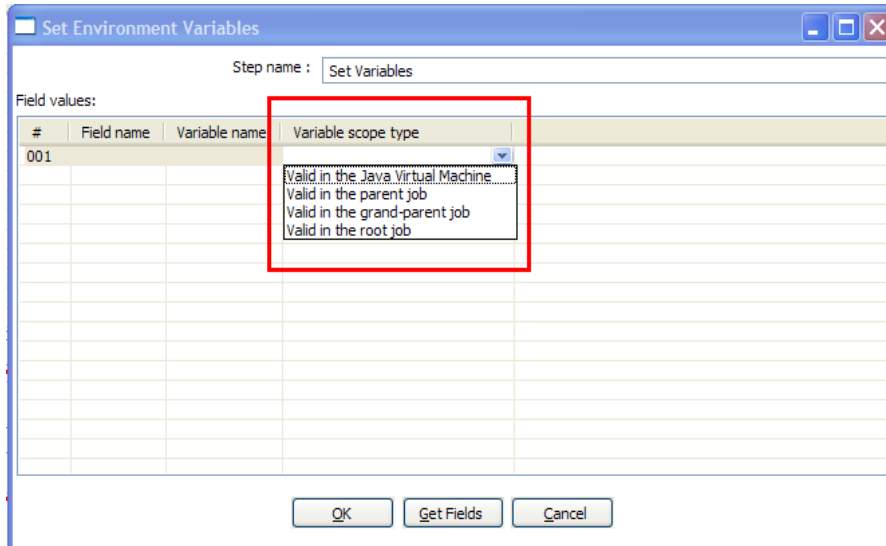 Set Environment Variables
Step name : Set Variables
Field values:
# Field name Variable name Variable scope type
001
Valid in the Java Virtual Machine
Valid in the parent job
Valid in the grand-parent job
Valid in the root job
OK Get Fields Cancel